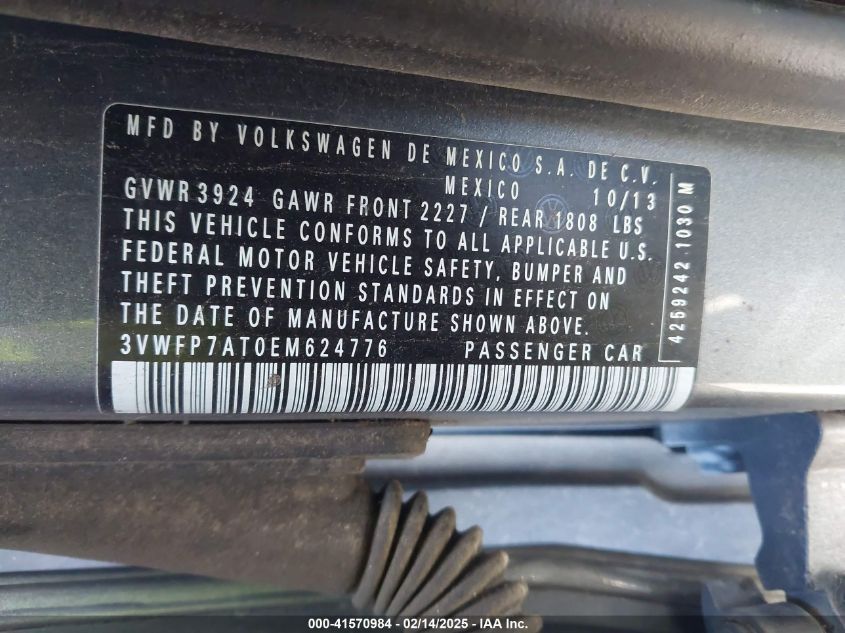 MFD BY VOLKSWAGEN DE MEXICO S.A. DE C.V.
MEXICO 10/13
GVWR 3924 GAWR FRONT 2227 / REAR 1808 LBS
THIS VEHICLE CONFORMS TO ALL APPLICABLE U.S.
FEDERAL MOTOR VEHICLE SAFETY, BUMPER AND
THEFT PREVENTION STANDARDS IN EFFECT ON
THE DATE OF MANUFACTURE SHOWN ABOVE.
3VWFP7AT0EM624776 PASSENGER CAR
4259242 1030 M
000-41570984 - 02/14/2025 - IAA Inc.